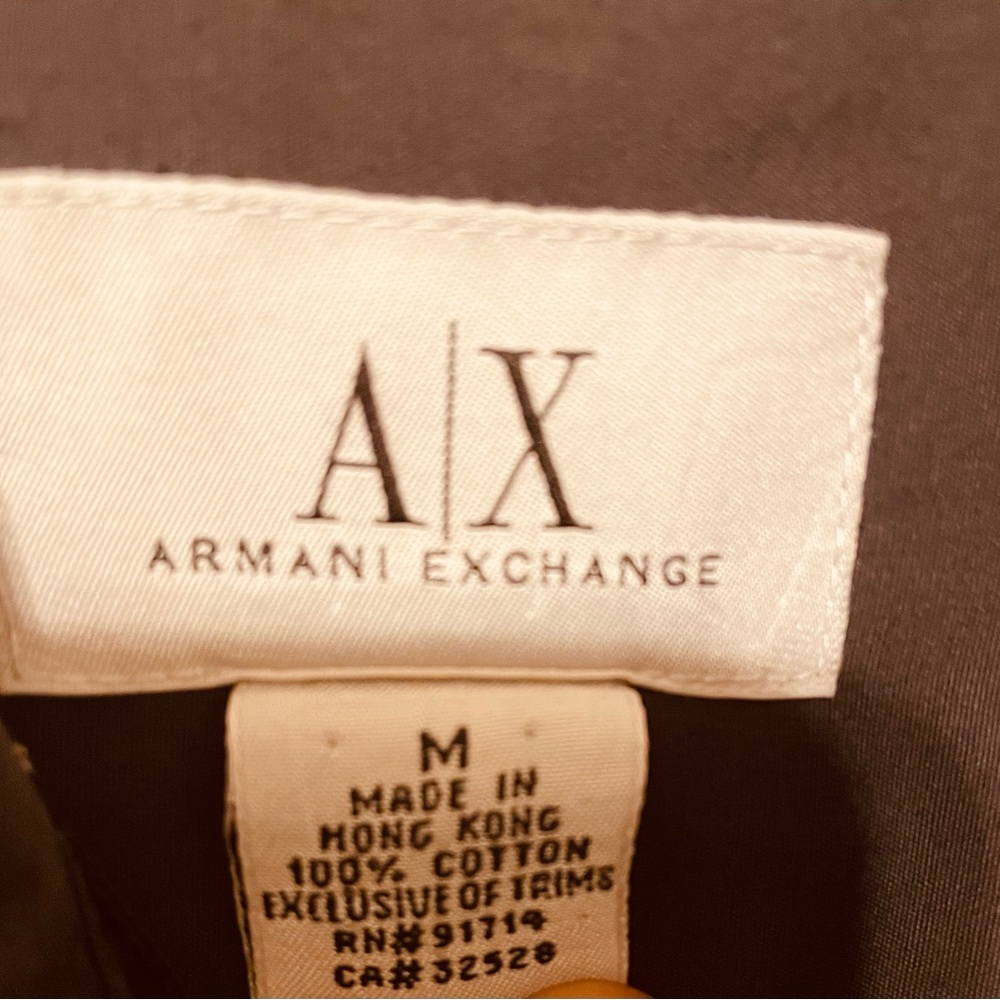 A|X
ARMANI EXCHANGE
M
MADE IN
HONG KONG
100% COTTON
EXCLUSIVE OF TRIMS
RN# 91714
CA# 32528